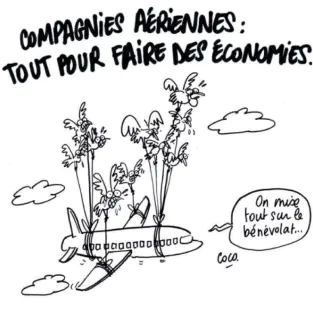 COMPAGNIES AÉRIENNES :
TOUT POUR FAIRE DES ÉCONOMIES.
On mise
tout sur le
bénévolat...
COCO.